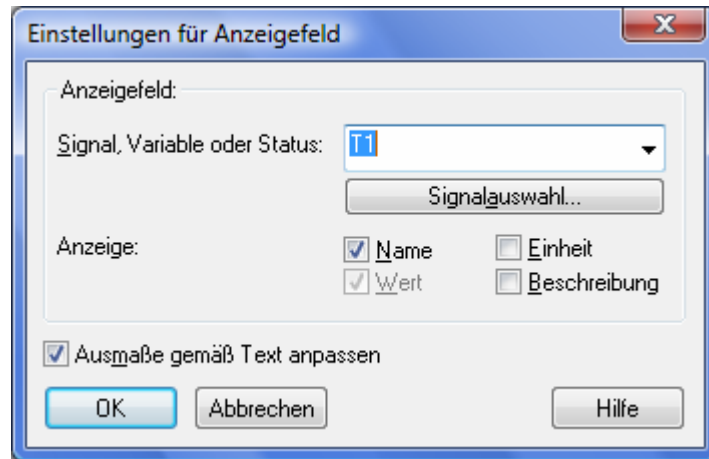 Einstellungen für Anzeigefeld
Anzeigefeld:
Signal, Variable oder Status: T1
Signalauswahl...
Anzeige: Name Einheit
Wert Beschreibung
Ausmaße gemäß Text anpassen
OK Abbrechen Hilfe